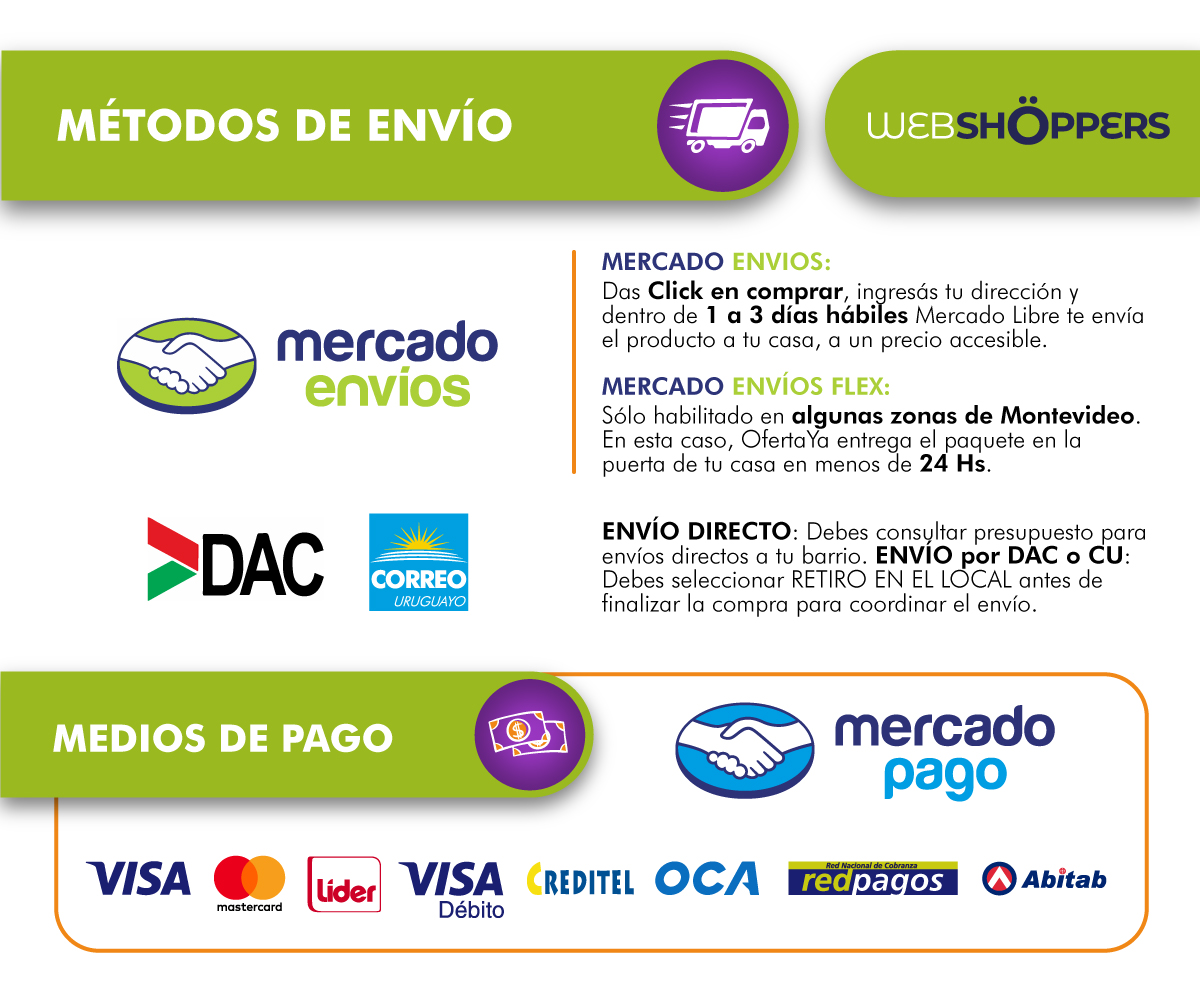 MÉTODOS DE ENVÍO
WEBSHÖPPERS
mercado
envíos
MERCADO ENVIOS:
Das Click en comprar, ingresás tu dirección y
dentro de 1 a 3 días hábiles Mercado Libre te envía
el producto a tu casa, a un precio accesible.
MERCADO ENVÍOS FLEX:
Sólo habilitado en algunas zonas de Montevideo.
En esta caso, OfertaYa entrega el paquete en la
puerta de tu casa en menos de 24 Hs.
DAC
CORREO
URUGUAYO
ENVÍO DIRECTO: Debes consultar presupuesto para
envíos directos a tu barrio. ENVÍO por DAC o CU:
Debes seleccionar RETIRO EN EL LOCAL antes de
finalizar la compra para coordinar el envío.
MEDIOS DE PAGO
$
mercado
pago
VISA
mastercard
Líder
VISA
Débito
CREDITEL
OCA
Red Nacional de Cobranza
redpagos
Abitab